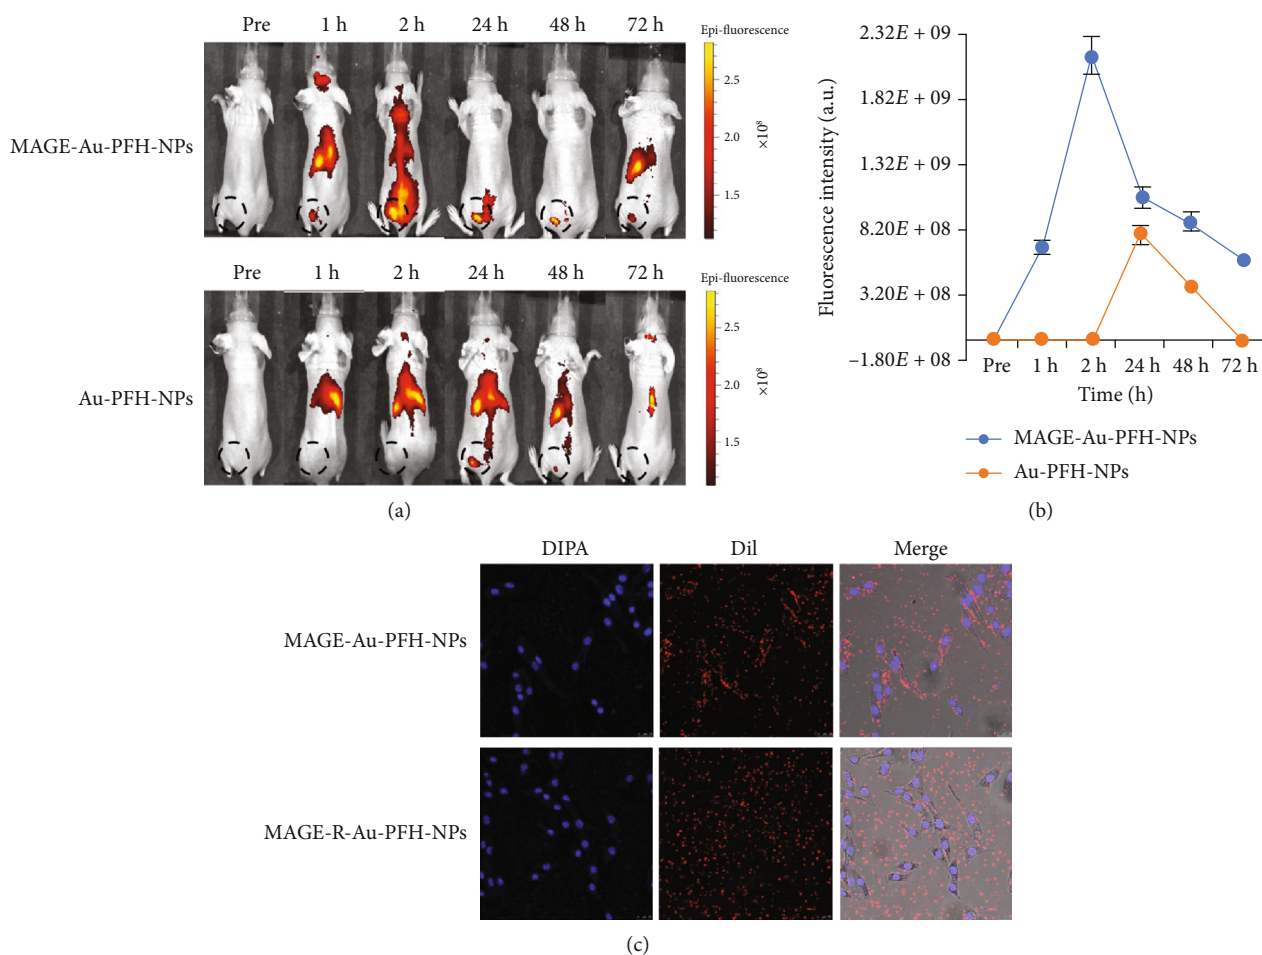 Pre 1 h 2 h 24 h 48 h 72 h
Epi-fluorescence
MAGE-Au-PFH-NPs
2.5
2.0
1.5
×10⁸
Pre 1 h 2 h 24 h 48 h 72 h
Epi-fluorescence
Au-PFH-NPs
2.5
2.0
1.5
×10⁸
(a)
Fluorescence intensity (a.u.)
2.32E + 09
1.82E + 09
1.32E + 09
8.20E + 08
3.20E + 08
–1.80E + 08
Pre 1 h 2 h 24 h 48 h 72 h
Time (h)
MAGE-Au-PFH-NPs
Au-PFH-NPs
(b)
DIPA Dil Merge
MAGE-Au-PFH-NPs
MAGE-R-Au-PFH-NPs
(c)